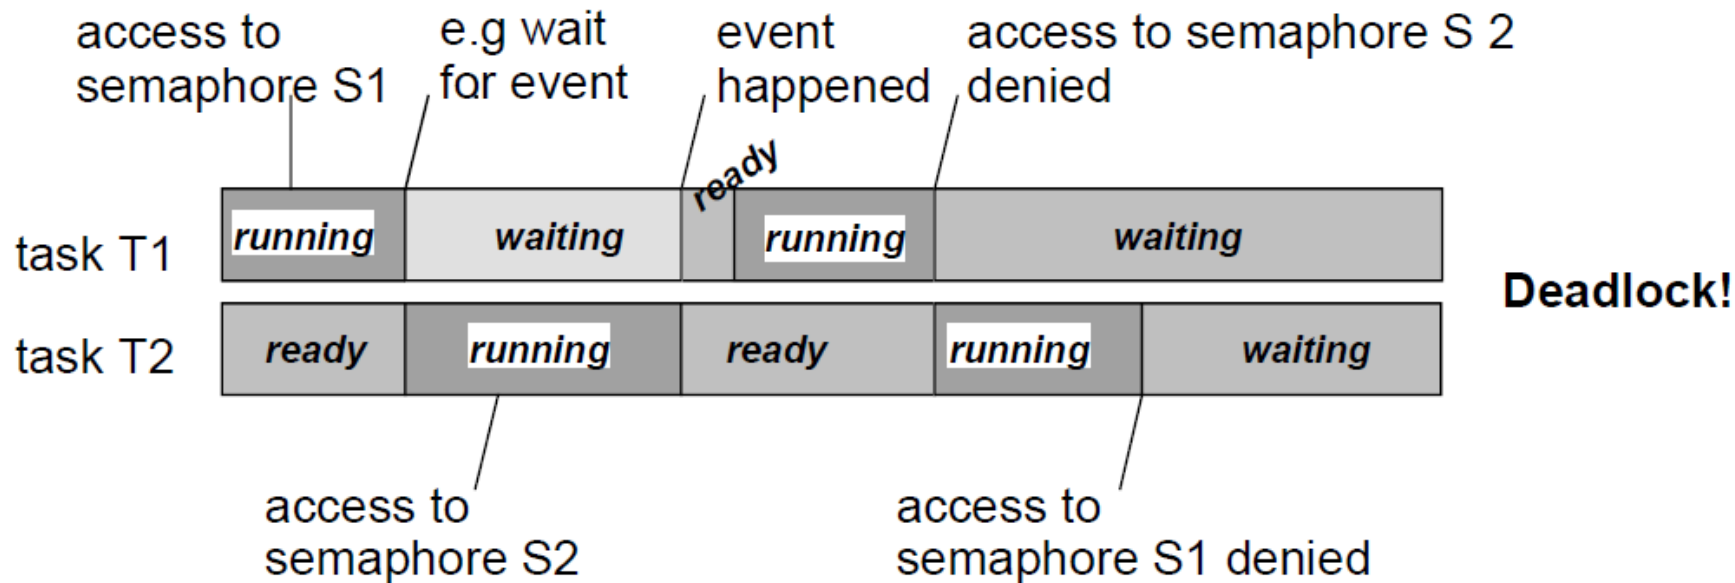 access to
semaphore S1
e.g wait
for event
event
happened
access to semaphore S 2
denied
ready
task T1
running
waiting
running
waiting
Deadlock!
task T2
ready
running
ready
running
waiting
access to
semaphore S2
access to
semaphore S1 denied